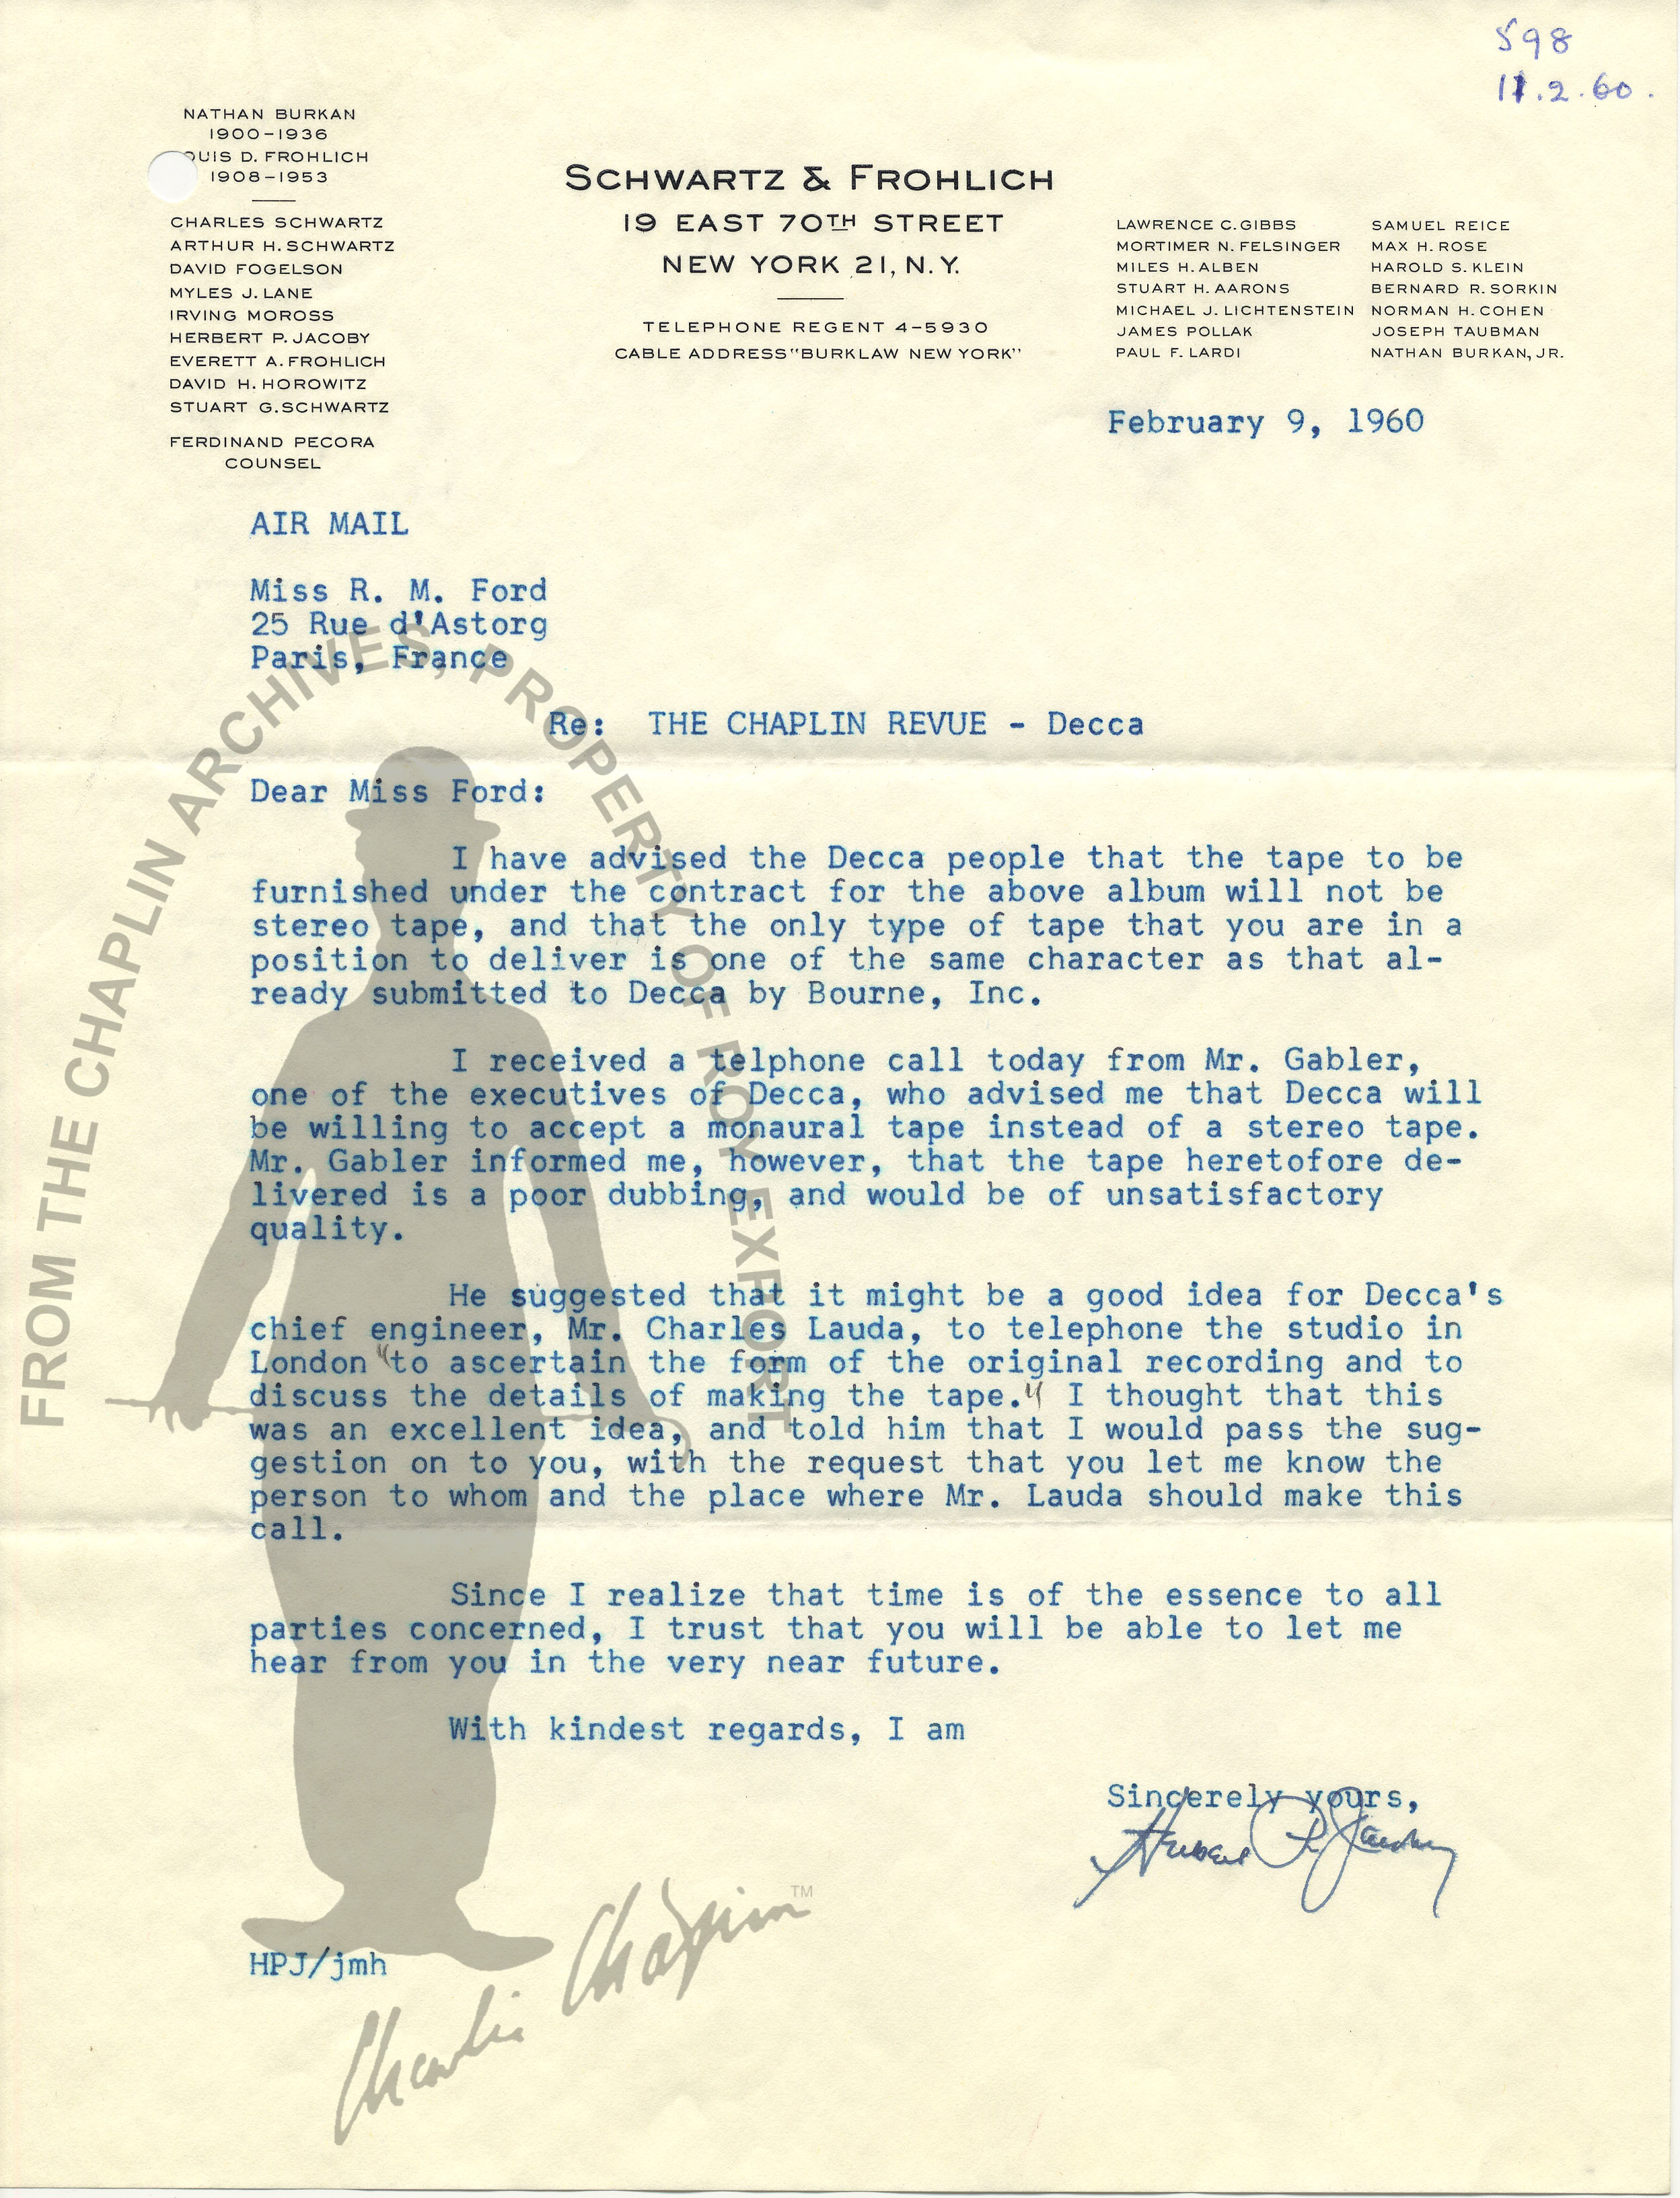 598
11.2.60.
NATHAN BURKAN
1900-1936
OUIS D. FROHLICH
1908-1953
CHARLES SCHWARTZ
ARTHUR H. SCHWARTZ
DAVID FOGELSON
MYLES J. LANE
IRVING MOROSS
HERBERT P. JACOBY
EVERETT A. FROHLICH
DAVID H. HOROWITZ
STUART G. SCHWARTZ
FERDINAND PECORA
COUNSEL
SCHWARTZ & FROHLICH
19 EAST 70TH STREET
NEW YORK 21, N.Y.
TELEPHONE REGENT 4-5930
CABLE ADDRESS "BURKLAW NEW YORK"
LAWRENCE C. GIBBS
MORTIMER N. FELSINGER
MILES H. ALBEN
STUART H. AARONS
MICHAEL J. LICHTENSTEIN
JAMES POLLAK
PAUL F. LARDI
SAMUEL REICE
MAX H. ROSE
HAROLD S. KLEIN
BERNARD R. SORKIN
NORMAN H. COHEN
JOSEPH TAUBMAN
NATHAN BURKAN, JR.
February 9, 1960
AIR MAIL
Miss R. M. Ford
25 Rue d'Astorg
Paris, France
Re: THE CHAPLIN REVUE - Decca
Dear Miss Ford:
I have advised the Decca people that the tape to be
furnished under the contract for the above album will not be
stereo tape, and that the only type of tape that you are in a
position to deliver is one of the same character as that al-
ready submitted to Decca by Bourne, Inc.
I received a telphone call today from Mr. Gabler,
one of the executives of Decca, who advised me that Decca will
be willing to accept a monaural tape instead of a stereo tape.
Mr. Gabler informed me, however, that the tape heretofore de-
livered is a poor dubbing, and would be of unsatisfactory
quality.
He suggested that it might be a good idea for Decca's
chief engineer, Mr. Charles Lauda, to telephone the studio in
London "to ascertain the form of the original recording and to
discuss the details of making the tape." I thought that this
was an excellent idea, and told him that I would pass the sug-
gestion on to you, with the request that you let me know the
person to whom and the place where Mr. Lauda should make this
call.
Since I realize that time is of the essence to all
parties concerned, I trust that you will be able to let me
hear from you in the very near future.
With kindest regards, I am
Sincerely yours,
Herbert P. Jacoby
HPJ/jmh
FROM THE CHAPLIN ARCHIVES, PROPERTY OF ROY EXPORT
Charlie Chaplin TM